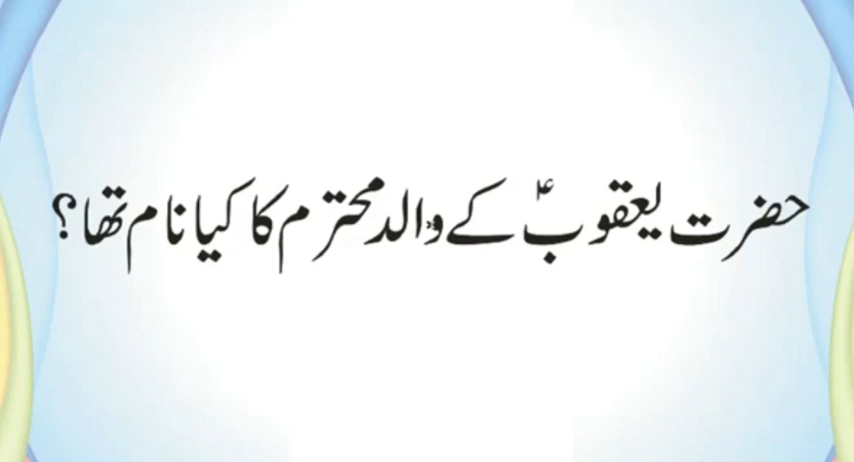 حضرت یعقوبؑ کے والد محترم کا کیا نام تھا؟